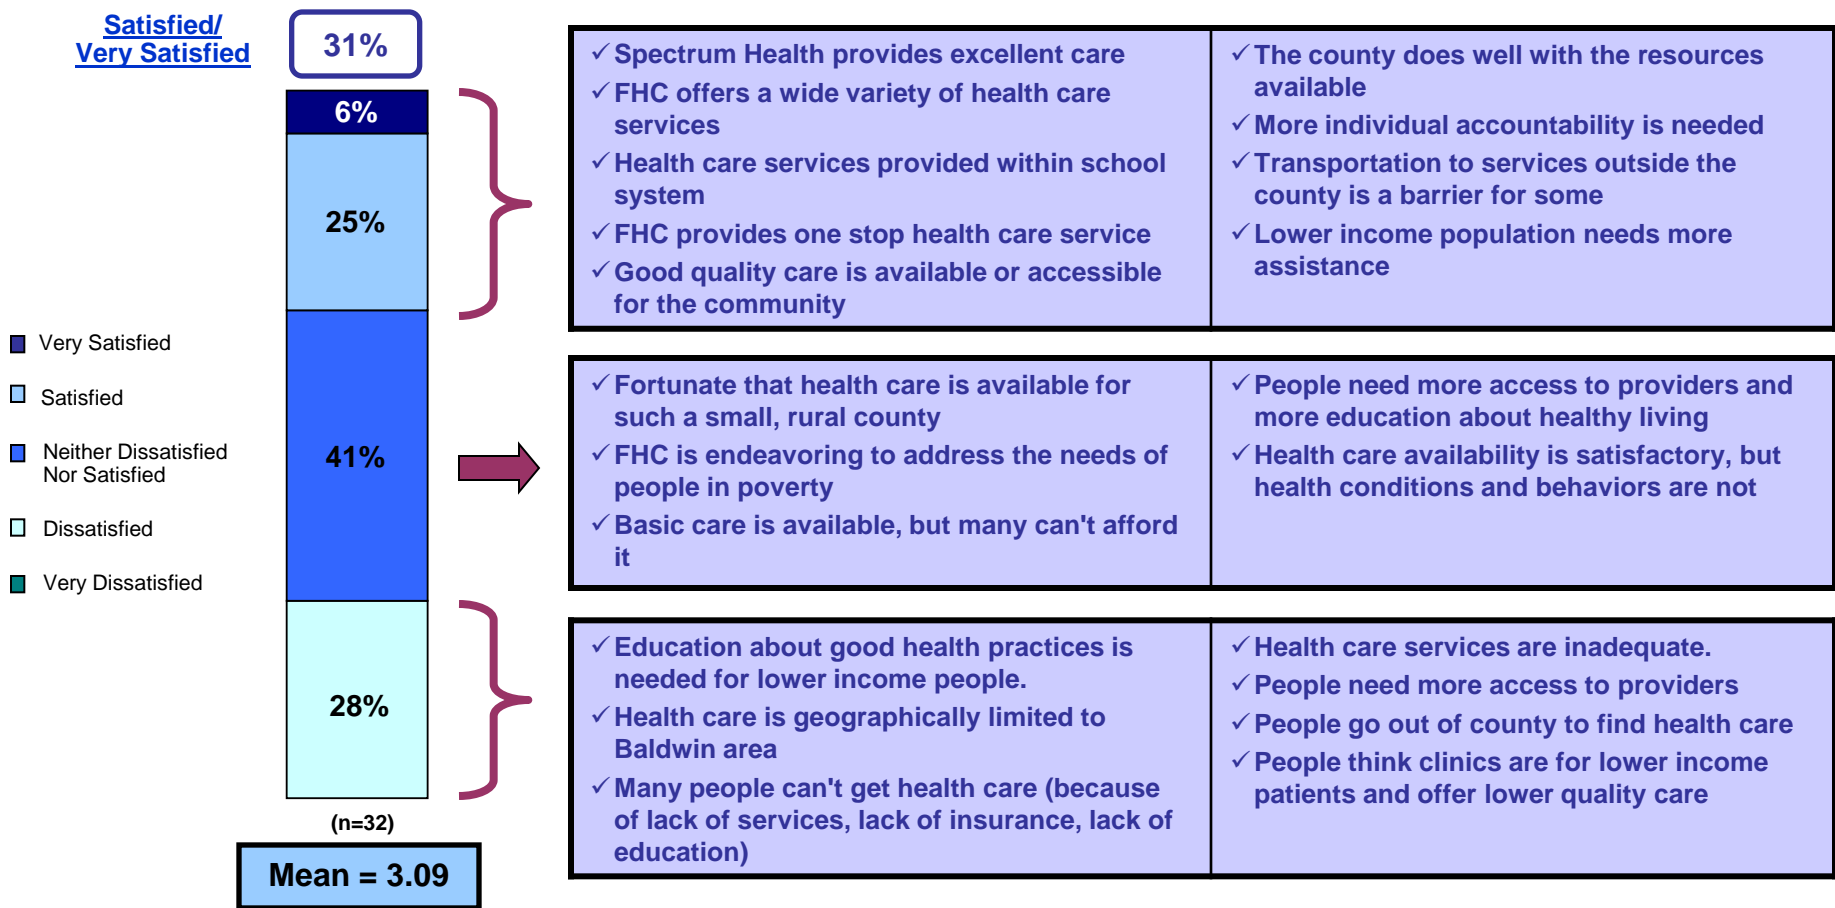 Satisfied/
Very Satisfied
31%
6%
25%
41%
28%
(n=32)
Mean = 3.09
Very Satisfied
Satisfied
Neither Dissatisfied
Nor Satisfied
Dissatisfied
Very Dissatisfied
✓Spectrum Health provides excellent care
✓FHC offers a wide variety of health care
services
✓Health care services provided within school
system
✓FHC provides one stop health care service
✓Good quality care is available or accessible
for the community
✓The county does well with the resources
available
✓More individual accountability is needed
✓Transportation to services outside the
county is a barrier for some
✓Lower income population needs more
assistance
✓Fortunate that health care is available for
such a small, rural county
✓FHC is endeavoring to address the needs of
people in poverty
✓Basic care is available, but many can't afford
it
✓People need more access to providers and
more education about healthy living
✓Health care availability is satisfactory, but
health conditions and behaviors are not
✓Education about good health practices is
needed for lower income people.
✓Health care is geographically limited to
Baldwin area
✓Many people can't get health care (because
of lack of services, lack of insurance, lack of
education)
✓Health care services are inadequate.
✓People need more access to providers
✓People go out of county to find health care
✓People think clinics are for lower income
patients and offer lower quality care